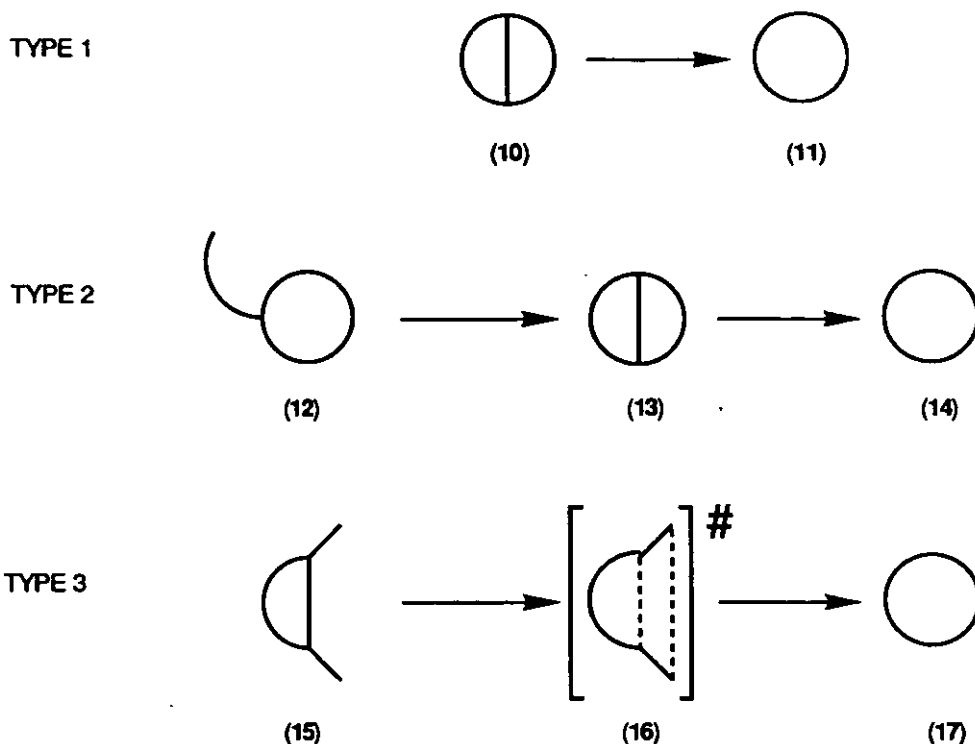 TYPE 1
(10) (11)
TYPE 2
(12) (13) (14)
#
TYPE 3
(15) (16) (17)